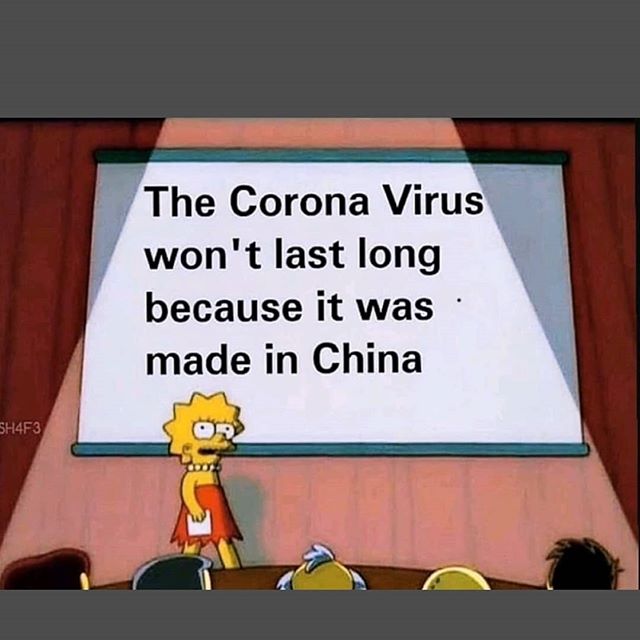 The Corona Virus
won't last long
because it was
made in China
SH4F3